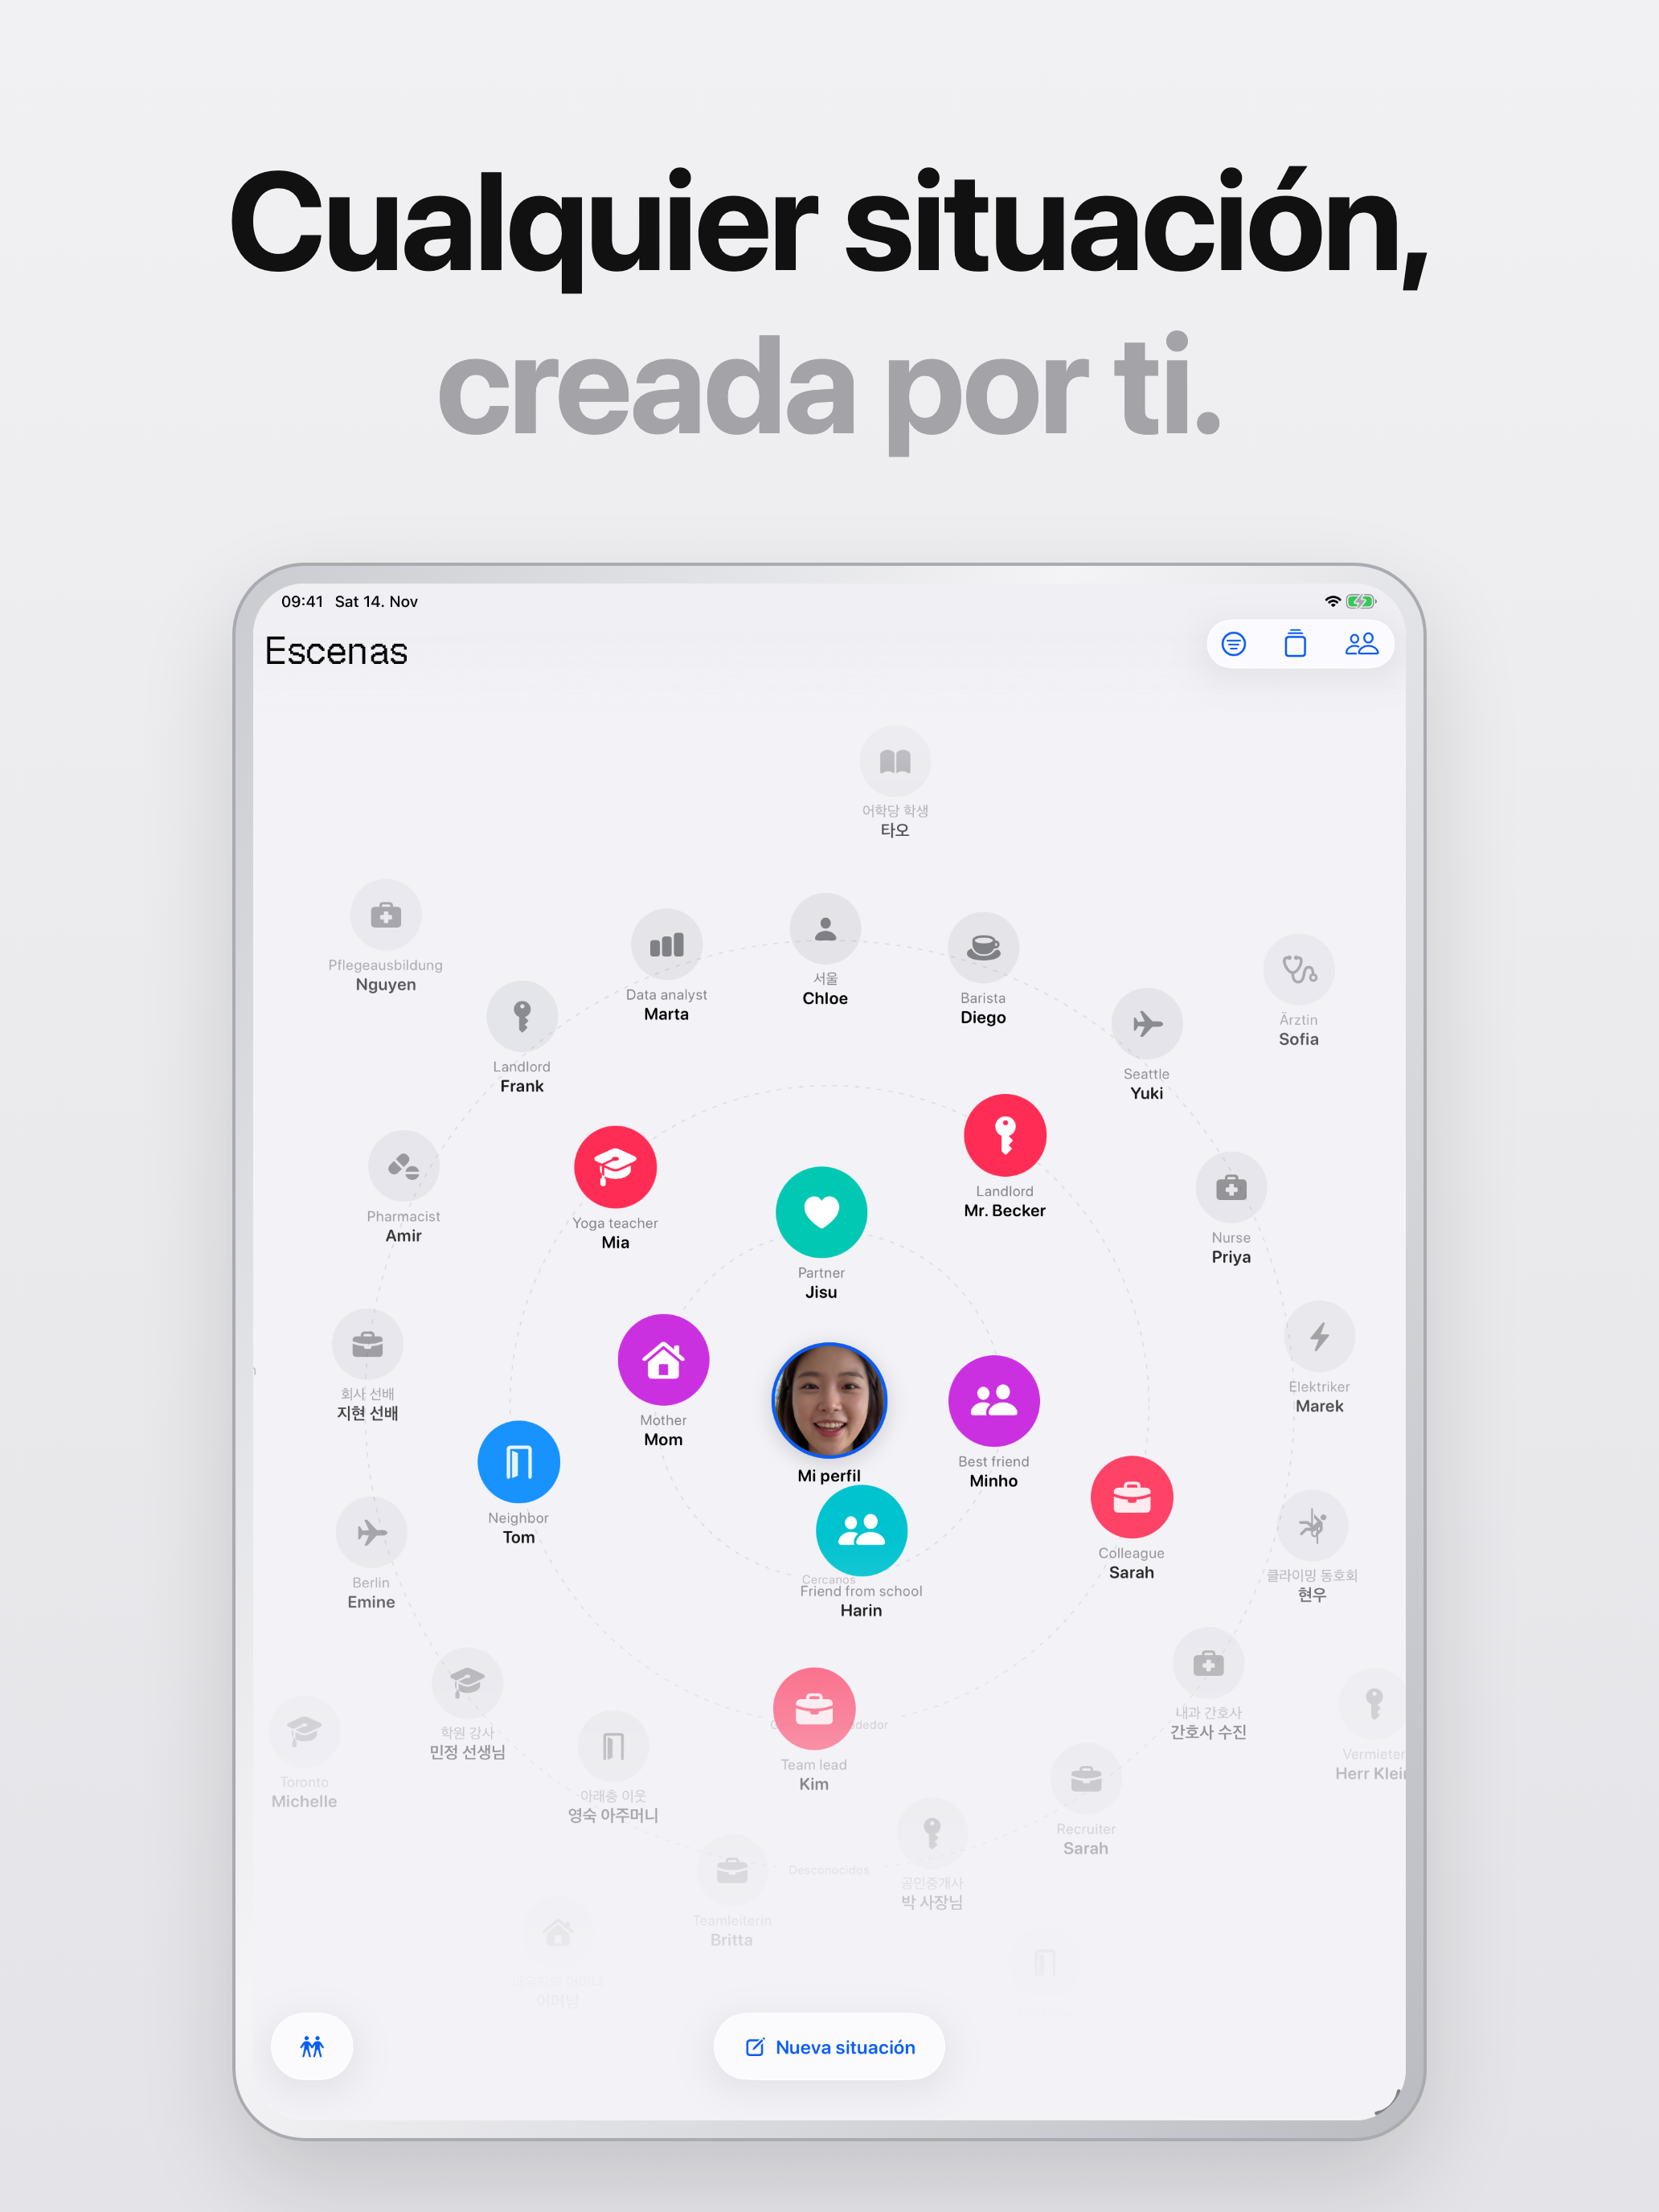 Cualquier situación,
creada por ti.
09:41 Sat 14. Nov
Escenas
어학당 학생
타오
Pflegeausbildung
Nguyen
Landlord
Frank
Data analyst
Marta
서울
Chloe
Barista
Diego
Seattle
Yuki
Ärztin
Sofia
Pharmacist
Amir
Yoga teacher
Mia
Partner
Jisu
Landlord
Mr. Becker
Nurse
Priya
회사 선배
지현 선배
Mother
Mom
Mi perfil
Best friend
Minho
Elektriker
Marek
Neighbor
Tom
Cercanos
Friend from school
Harin
Colleague
Sarah
클라이밍 동호회
현우
Berlin
Emine
학원 강사
민정 선생님
내과 간호사
간호사 수진
Toronto
Michelle
아래층 이웃
영숙 아주머니
Team lead
Kim
Vermieter
Herr Klei
Recruiter
Sarah
Desconocidos
Teamleiterin
Britta
공인중개사
박 사장님
어머님
Nueva situación